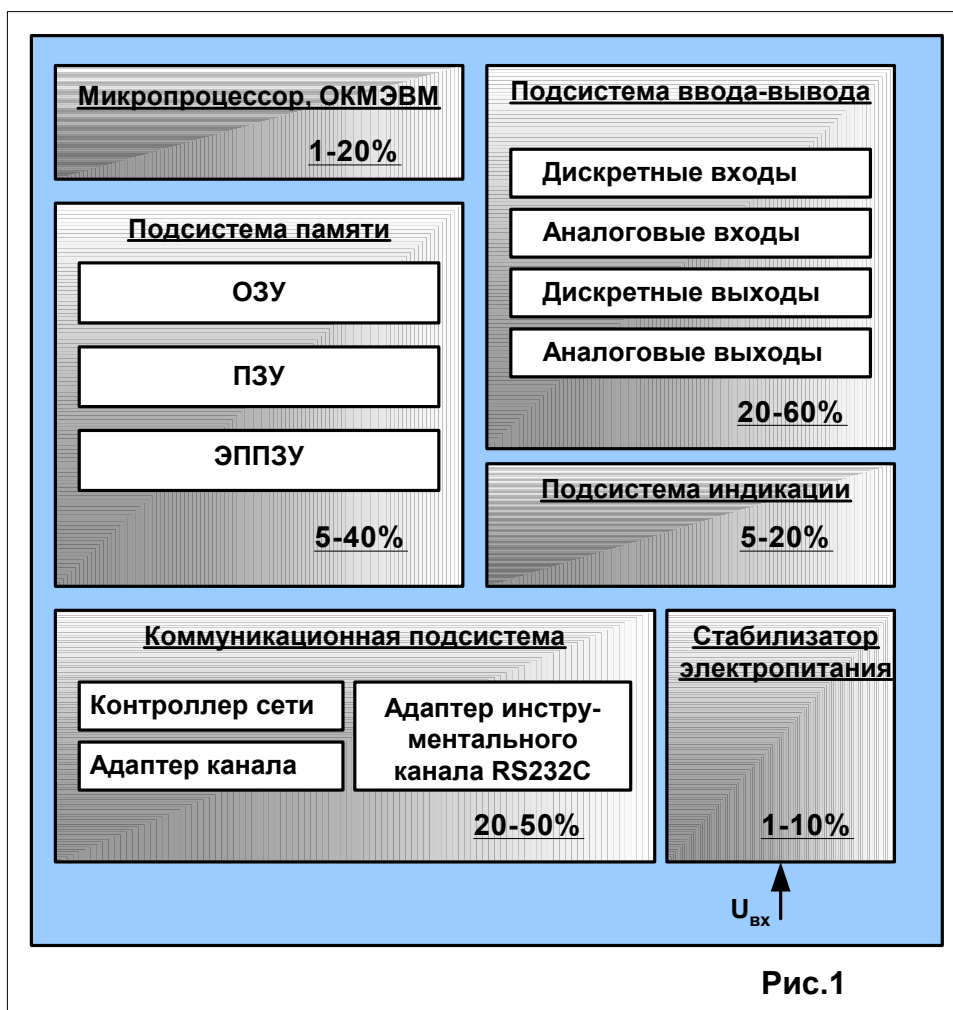 Микропроцессор, ОКМЭВМ
1-20%
Подсистема памяти
ОЗУ
ПЗУ
ЭППЗУ
5-40%
Подсистема ввода-вывода
Дискретные входы
Аналоговые входы
Дискретные выходы
Аналоговые выходы
20-60%
Подсистема индикации
5-20%
Коммуникационная подсистема
Контроллер сети
Адаптер канала
Адаптер инстру-
ментального
канала RS232C
20-50%
Стабилизатор
электропитания
1-10%
Uвх
Рис.1